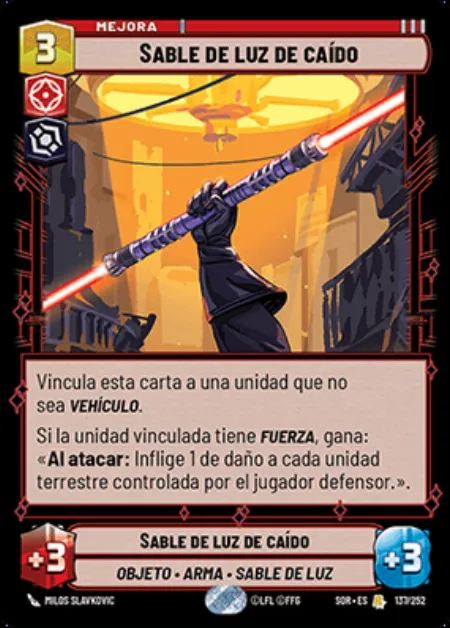 MEJORA
3
SABLE DE LUZ DE CAÍDO
Vincula esta carta a una unidad que no
sea VEHÍCULO.
Si la unidad vinculada tiene FUERZA, gana:
«Al atacar: Inflige 1 de daño a cada unidad
terrestre controlada por el jugador defensor.».
+3
SABLE DE LUZ DE CAÍDO
+3
OBJETO • ARMA • SABLE DE LUZ
MILOS SLAVKOVIC
©LFL ©FFG
SOR • ES
137/252